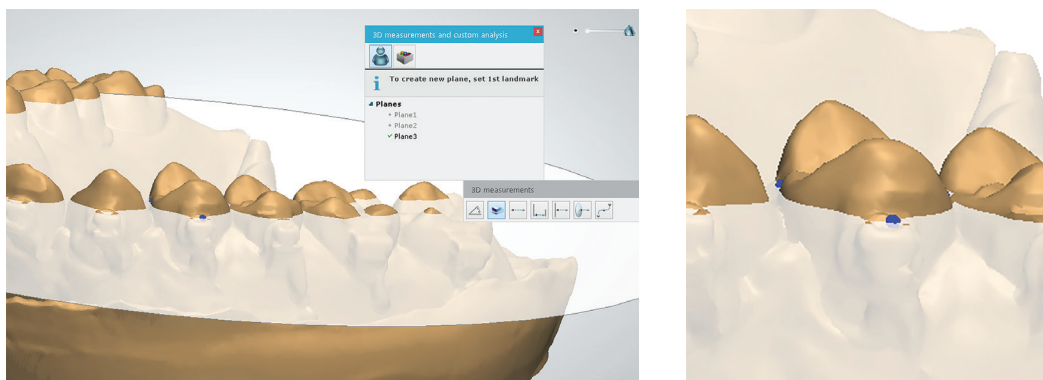 3D measurements and custom analysis
To create new plane, set 1st landmark
Planes
Plane1
Plane2
Plane3
3D measurements